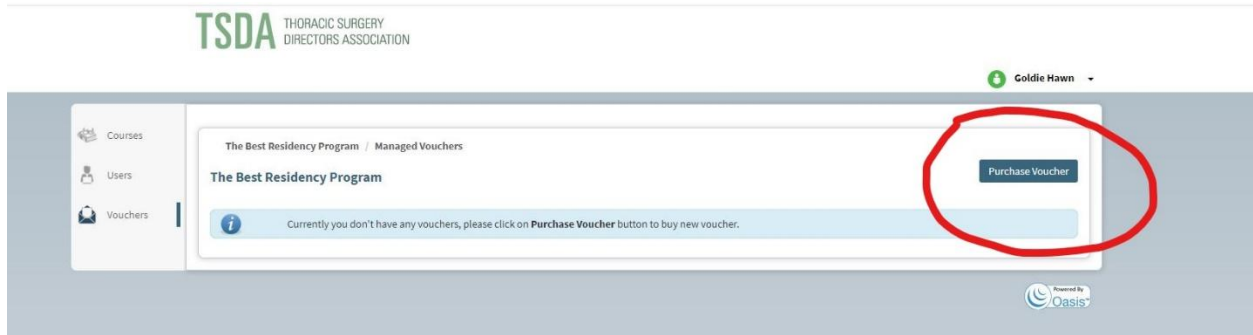 TSDA THORACIC SURGERY
DIRECTORS ASSOCIATION
Goldie Hawn
Courses
Users
Vouchers
The Best Residency Program / Managed Vouchers
The Best Residency Program
Purchase Voucher
i Currently you don't have any vouchers, please click on Purchase Voucher button to buy new voucher.
Powered By
Oasis